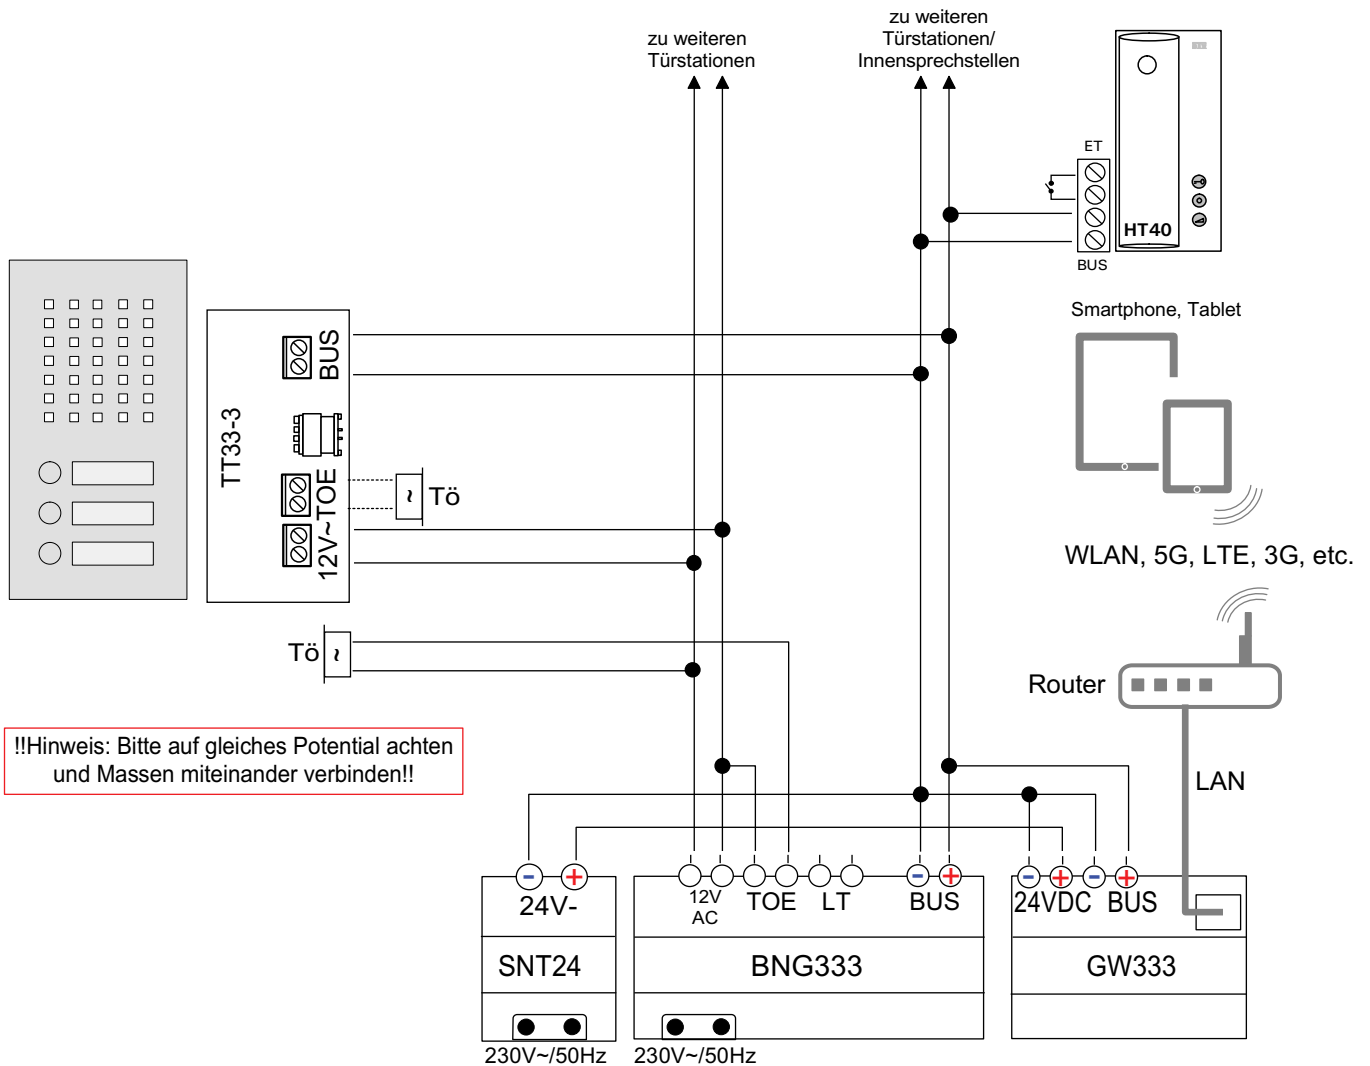 zu weiteren
Türstationen
zu weiteren
Türstationen/
Innensprechstellen
ET
HT40
BUS
Smartphone, Tablet
WLAN, 5G, LTE, 3G, etc.
TT33-3
BUS
TOE
12V~
~
Tö
Tö
~
Router
LAN
!!Hinweis: Bitte auf gleiches Potential achten
und Massen miteinander verbinden!!
- +
24V-
SNT24
230V~/50Hz
- +
12V
AC
TOE
LT
BUS
BNG333
230V~/50Hz
- + - +
24VDC
BUS
GW333